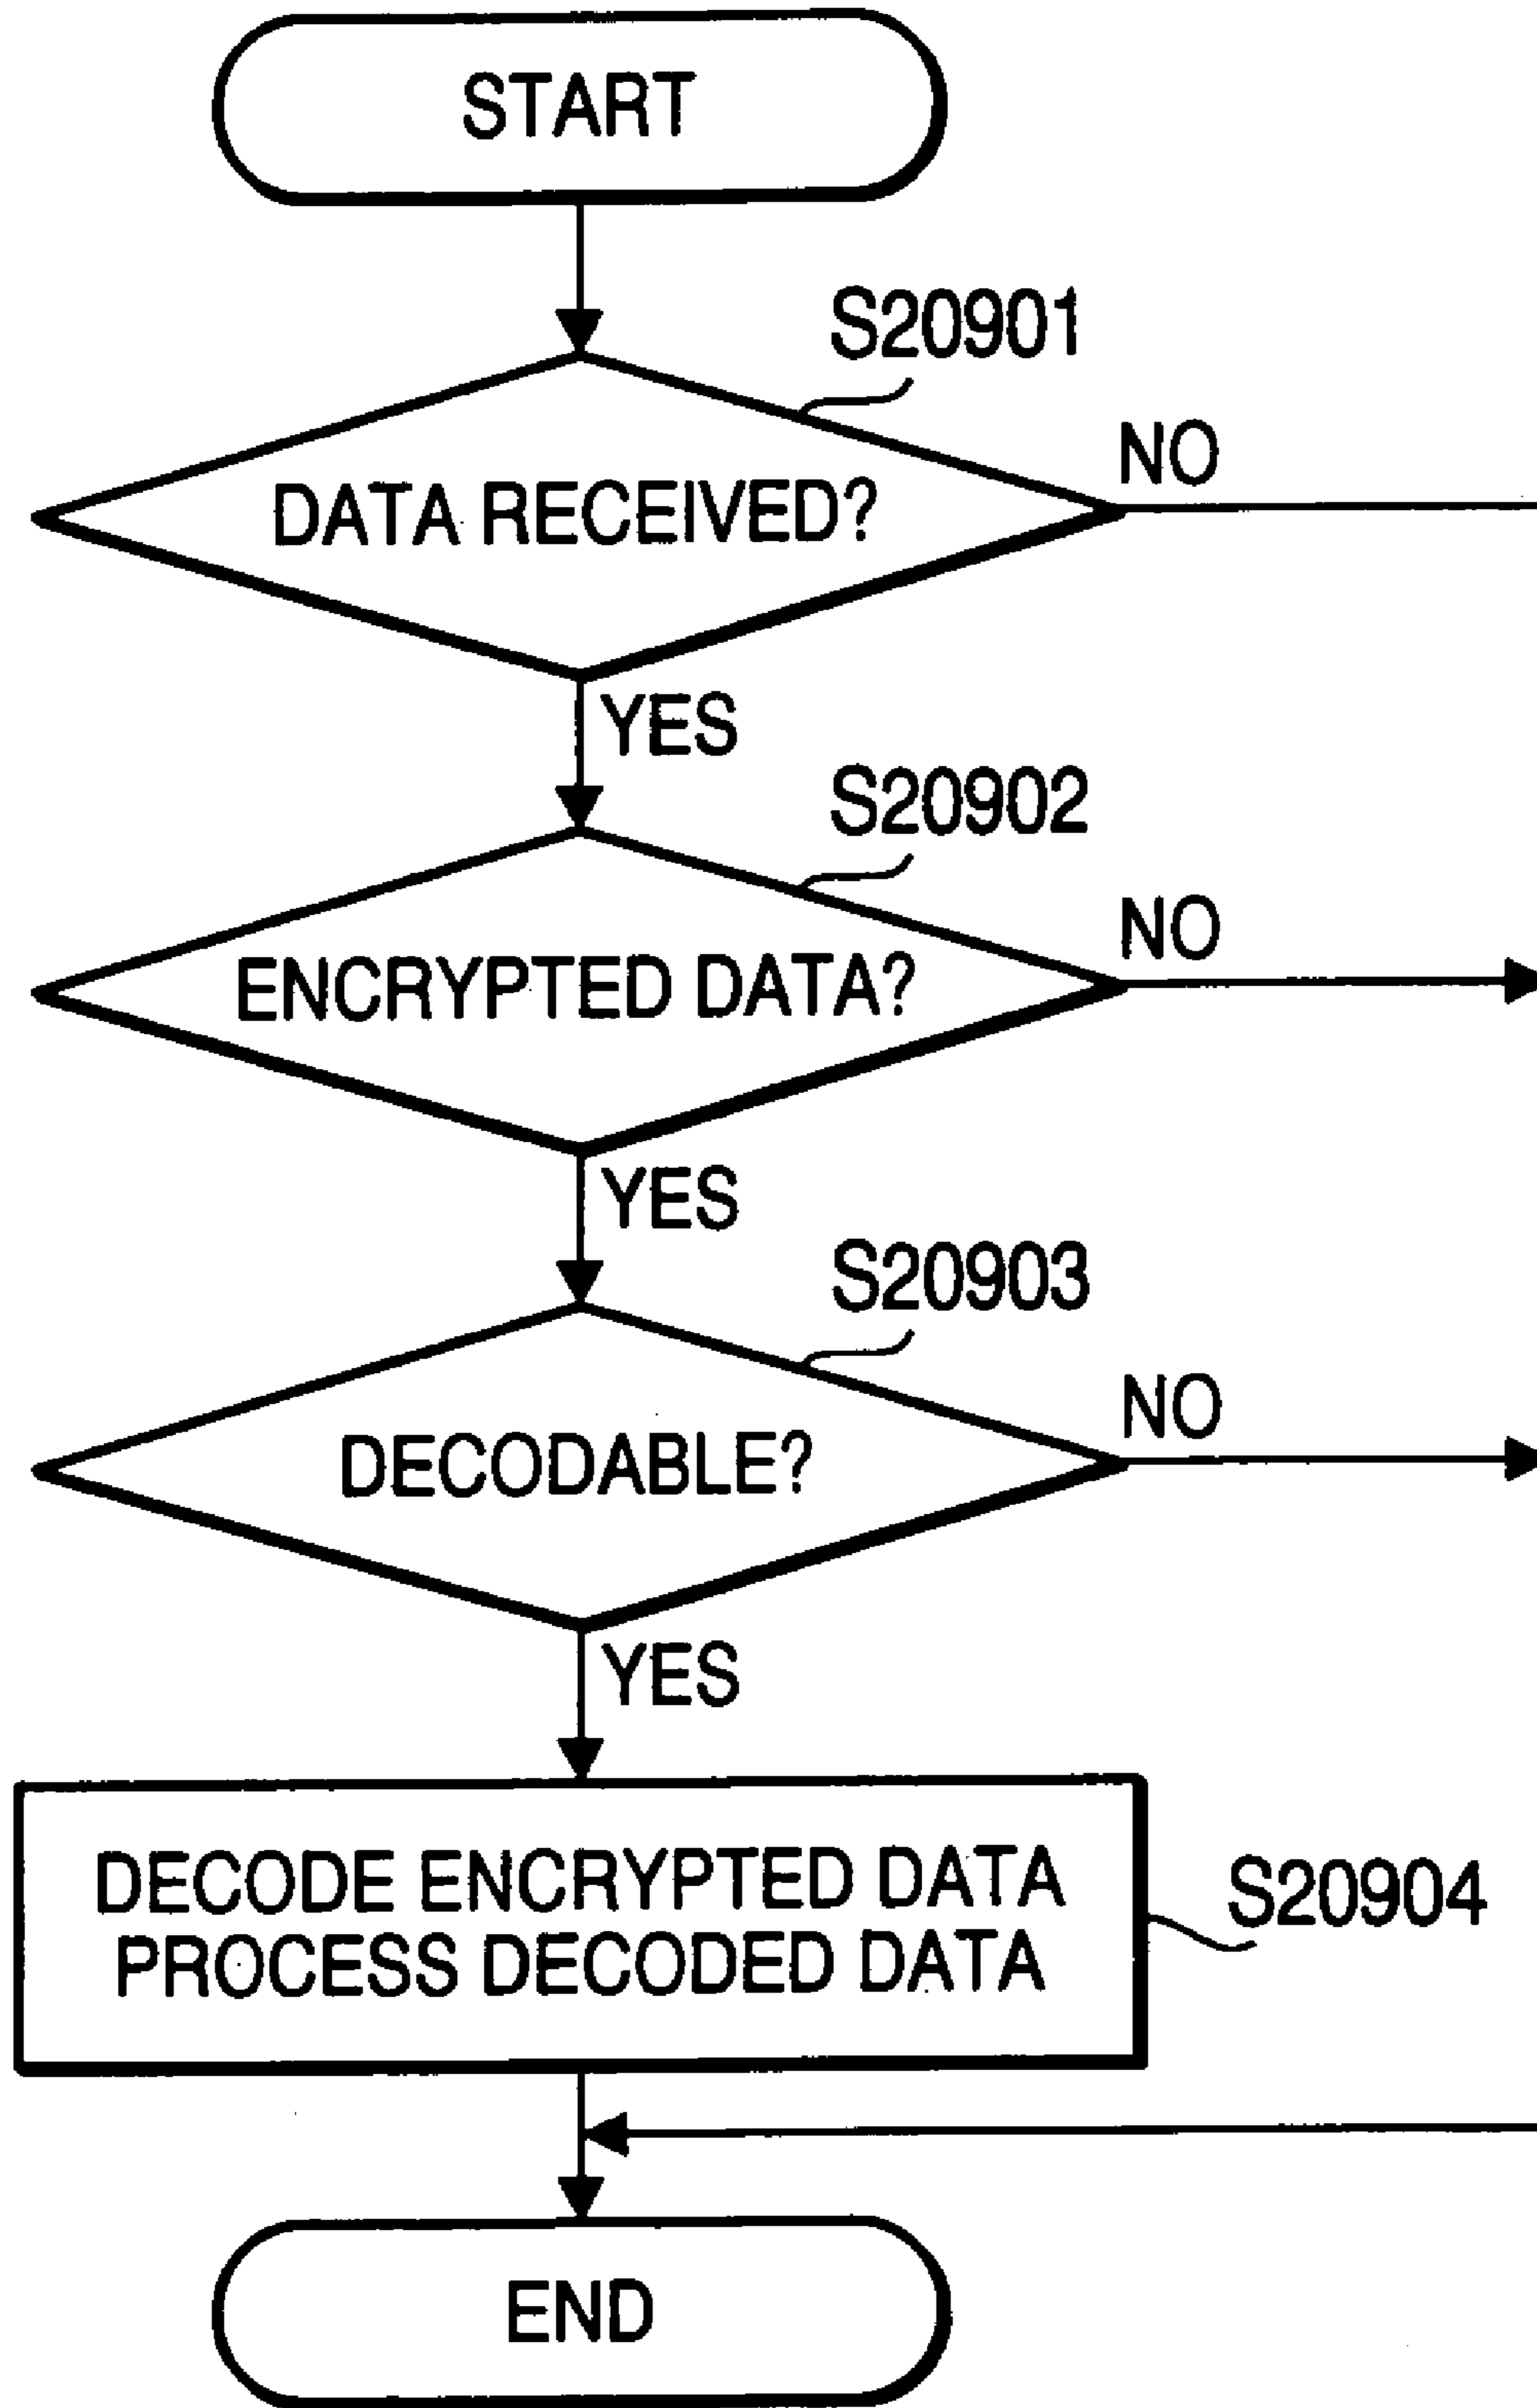 START
S20901
NO
DATA RECEIVED?
YES
S20902
NO
ENCRYPTED DATA?
YES
S20903
NO
DECODABLE?
YES
DECODE ENCRYPTED DATA
S20904
PROCESS DECODED DATA
END